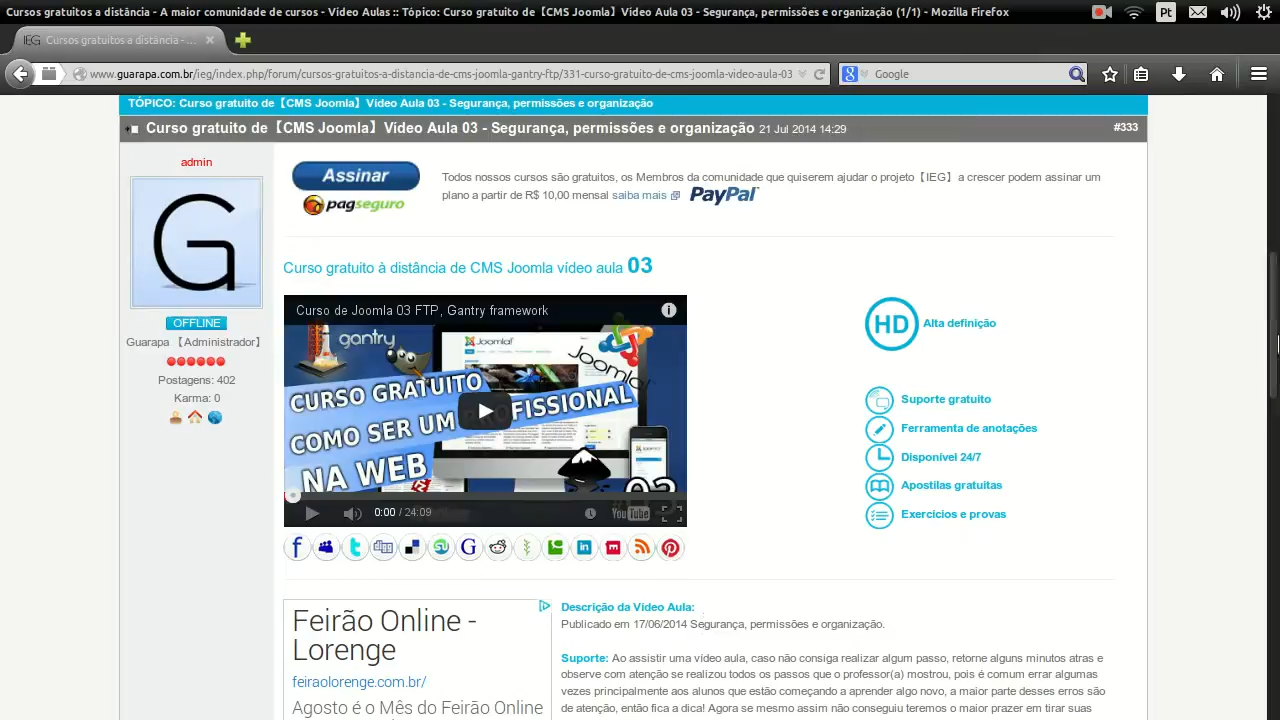 Cursos gratuitos a distância - A maior comunidade de cursos - Vídeo Aulas :: Tópico: Curso gratuito de【CMS Joomla】Vídeo Aula 03 - Segurança, permissões e organização (1/1) - Mozilla Firefox
Pt
IEG Cursos gratuitos a distância - ...
www.guarapa.com.br/ieg/index.php/forum/cursos-gratuitos-a-distancia-de-cms-joomla-gantry-ftp/331-curso-gratuito-de-cms-joomla-video-aula-03
Google
TÓPICO: Curso gratuito de【CMS Joomla】Vídeo Aula 03 - Segurança, permissões e organização
Curso gratuito de【CMS Joomla】Vídeo Aula 03 - Segurança, permissões e organização 21 Jul 2014 14:29
#333
admin
G
OFFLINE
Guarapa 【Administrador】
Postagens: 402
Karma: 0
Assinar
pagseguro
Todos nossos cursos são gratuitos, os Membros da comunidade que quiserem ajudar o projeto【IEG】a crescer podem assinar um
plano a partir de R$ 10,00 mensal saiba mais PayPal
Curso gratuito à distância de CMS Joomla vídeo aula 03
Curso de Joomla 03 FTP, Gantry framework
gantry
Joomla!
Joomla!
CURSO GRATUITO
COMO SER UM PROFISSIONAL
NA WEB
03
0:00 / 24:09
YouTube
HD Alta definição
Suporte gratuito
Ferramenta de anotações
Disponível 24/7
Apostilas gratuitas
Exercícios e provas
Feirão Online -
Lorenge
feiraolorenge.com.br/
Agosto é o Mês do Feirão Online
Descrição da Vídeo Aula:
Publicado em 17/06/2014 Segurança, permissões e organização.
Suporte: Ao assistir uma vídeo aula, caso não consiga realizar algum passo, retorne alguns minutos atras e
observe com atenção se realizou todos os passos que o professor(a) mostrou, pois é comum errar algumas
vezes principalmente aos alunos que estão começando a aprender algo novo, a maior parte desses erros são
de atenção, então fica a dica! Agora se mesmo assim não conseguiu teremos o maior prazer em tirar suas